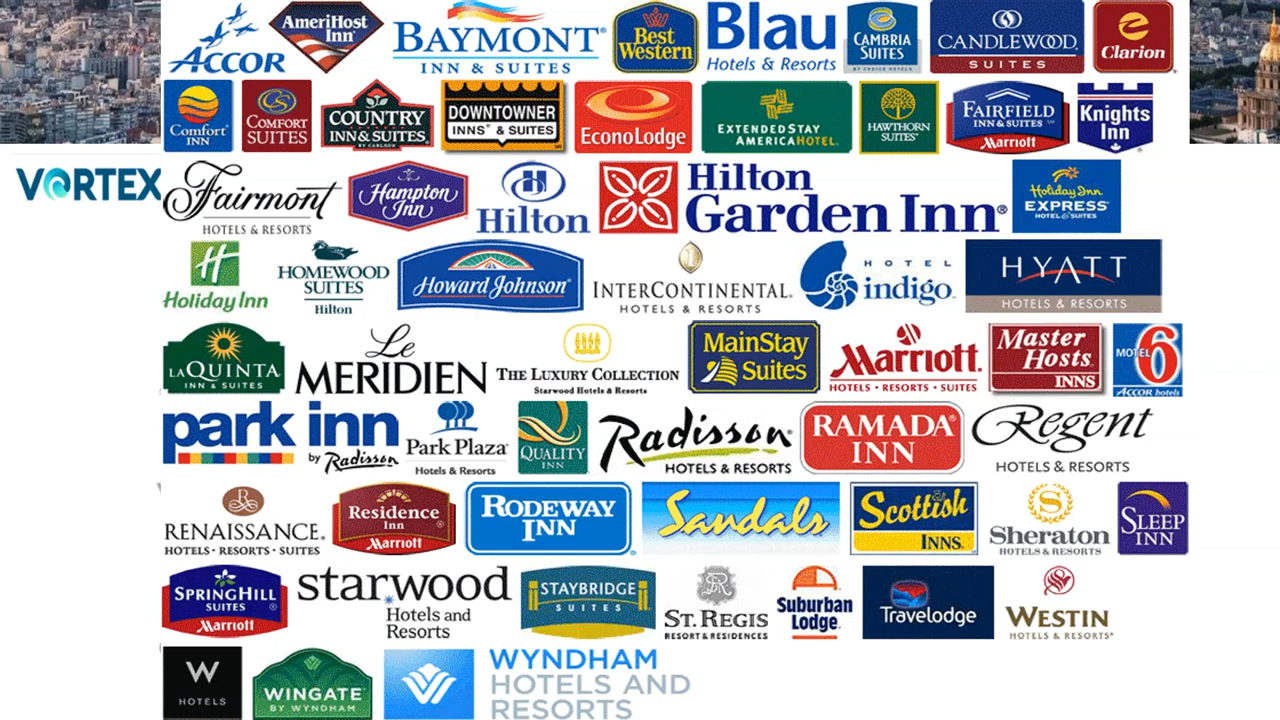 ACCOR
AMERIHOST INN
BAYMONT®
INN & SUITES
Best Western
Blau
Hotels & Resorts
CAMBRIA SUITES
BY CHOICE HOTELS
CANDLEWOOD
SUITES
Clarion
Comfort INN
COMFORT SUITES
COUNTRY INN & SUITES
BY CARLSON
DOWNTOWNER
INNS & SUITES
EconoLodge
EXTENDED STAY
AMERICA HOTEL
HAWTHORN SUITES
FAIRFIELD
INN & SUITES
Marriott
Knights Inn
VORTEX
Fairmont
HOTELS & RESORTS
Hampton Inn
Hilton
Hilton
Garden Inn®
Holiday Inn
EXPRESS®
HOTEL & SUITES
Holiday Inn
HOMEWOOD SUITES
Hilton
Howard Johnson
INTERCONTINENTAL
HOTELS & RESORTS
HOTEL
indigo
HYATT
HOTELS & RESORTS
LA QUINTA
INN & SUITES
Le
MERIDIEN
THE LUXURY COLLECTION
Starwood Hotels & Resorts
MainStay Suites
Marriott
HOTELS · RESORTS · SUITES
Master Hosts
INNS
MOTEL 6
ACCOR hotels
park inn
by Radisson
Park Plaza
Hotels & Resorts
QUALITY INN
Radisson
HOTELS & RESORTS
RAMADA® INN
Regent
HOTELS & RESORTS
RENAISSANCE
HOTELS · RESORTS · SUITES
Residence Inn
Marriott
RODEWAY INN
Sandals
Scottish
INNS
S
Sheraton
HOTELS & RESORTS
SLEEP INN
SPRINGHILL SUITES
Marriott
starwood
Hotels and
Resorts
STAYBRIDGE
SUITES
ST. REGIS
RESORT & RESIDENCES
Suburban Lodge
Travelodge
WESTIN
HOTELS & RESORTS
W
HOTELS
WINGATE
BY WYNDHAM
WYNDHAM
HOTELS AND
RESORTS